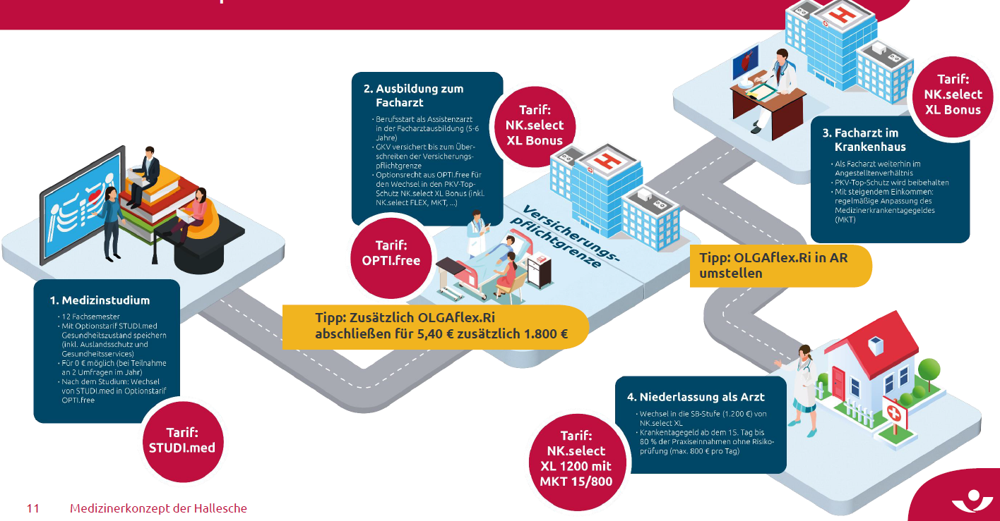 1. Medizinstudium
· 12 Fachsemester
· Mit Optionstarif STUDI.med
Gesundheitszustand speichern
(inkl. Auslandsschutz und
Gesundheitsservices)
· Für 0 € möglich (bei Teilnahme
an 2 Umfragen im Jahr)
· Nach dem Studium: Wechsel
von STUDI.med in Optionstarif
OPTI.free
Tarif:
STUDI.med
2. Ausbildung zum
Facharzt
· Berufsstart als Assistenzarzt
in der Facharztausbildung (5-6
Jahre)
· GKV versichert bis zum Über-
schreiten der Versicherungs-
pflichtgrenze
· Optionsrecht aus OPTI.free für
den Wechsel in den PKV-Top-
Schutz NK.select XL Bonus (inkl.
NK.select FLEX, MKT, ...)
Tarif:
NK.select
XL Bonus
Tarif:
OPTI.free
Versicherungs-
pflichtgrenze
Tipp: Zusätzlich OLGAflex.Ri
abschließen für 5,40 € zusätzlich 1.800 €
H
H
Tarif:
NK.select
XL Bonus
3. Facharzt im
Krankenhaus
· Als Facharzt weiterhin im
Angestelltenverhältnis
· PKV-Top-Schutz wird beibehalten
· Mit steigendem Einkommen:
regelmäßige Anpassung des
Medizinerkrankentagegeldes
(MKT)
Tipp: OLGAflex.Ri in AR
umstellen
4. Niederlassung als Arzt
· Wechsel in die SB-Stufe (1.200 €) von
NK.select XL
· Krankentagegeld ab dem 15. Tag bis
80 % der Praxiseinnahmen ohne Risiko-
prüfung (max. 800 € pro Tag)
Tarif:
NK.select
XL 1200 mit
MKT 15/800
11 Medizinerkonzept der Hallesche